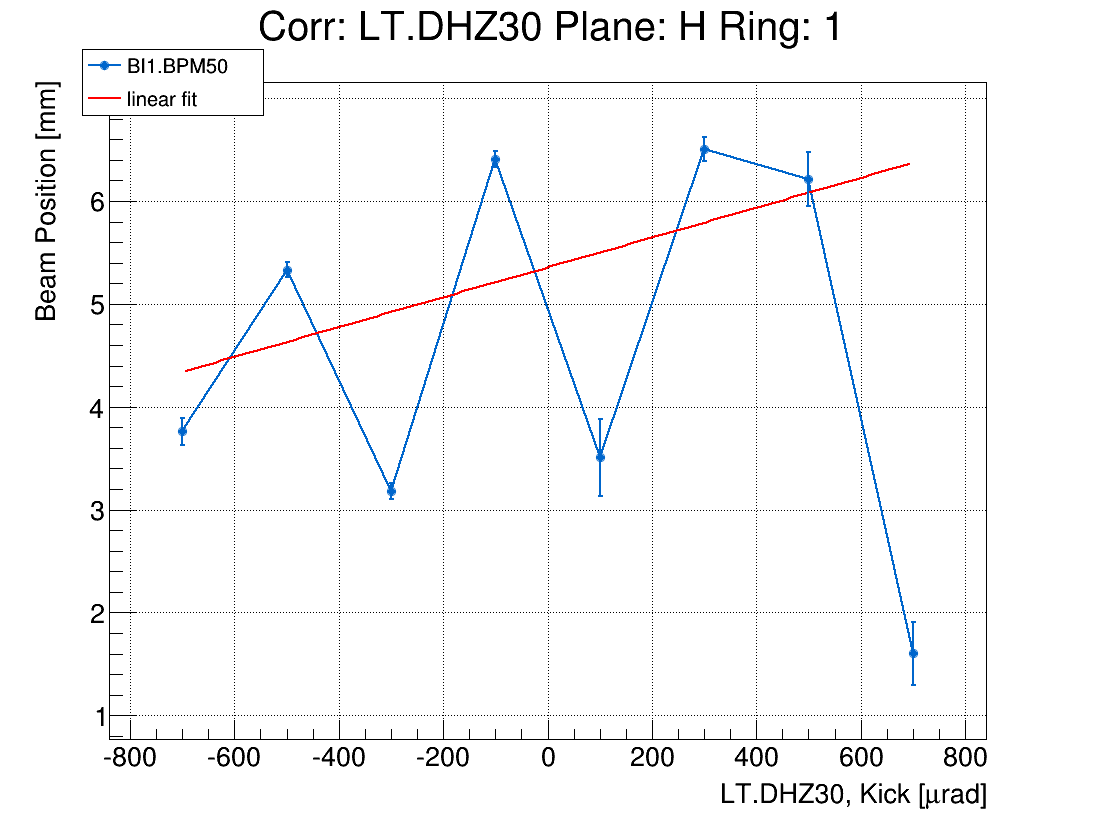 Corr: LT.DHZ30 Plane: H Ring: 1
BI1.BPM50
linear fit
Beam Position [mm]
6
5
4
3
2
1
-800 -600 -400 -200 0 200 400 600 800
LT.DHZ30, Kick [μrad]